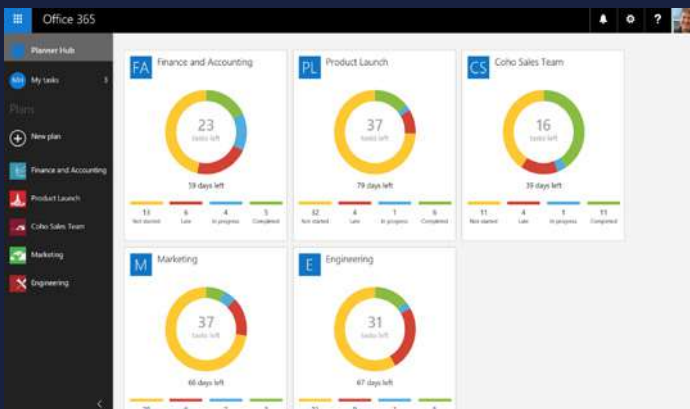 Office 365
?
Planner Hub
MH My tasks 3
Plans
New plan
Finance and Accounting
Product Launch
Coho Sales Team
Marketing
Engineering
FA Finance and Accounting
23
tasks left
59 days left
13 6 4 5
Not started Late In progress Completed
PL Product Launch
37
tasks left
79 days left
32 4 1 6
Not started Late In progress Completed
CS Coho Sales Team
16
tasks left
39 days left
11 4 1 11
Not started Late In progress Completed
M Marketing
37
tasks left
66 days left
E Engineering
31
tasks left
67 days left